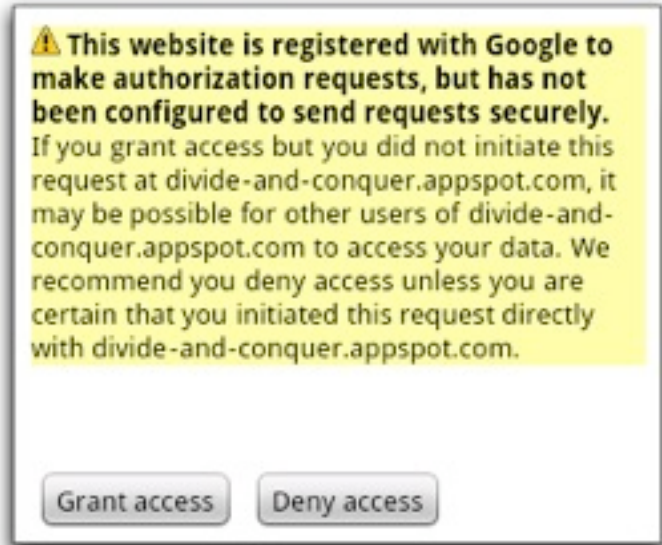 This website is registered with Google to
make authorization requests, but has not
been configured to send requests securely.
If you grant access but you did not initiate this
request at divide-and-conquer.appspot.com, it
may be possible for other users of divide-and-
conquer.appspot.com to access your data. We
recommend you deny access unless you are
certain that you initiated this request directly
with divide-and-conquer.appspot.com.
Grant access Deny access